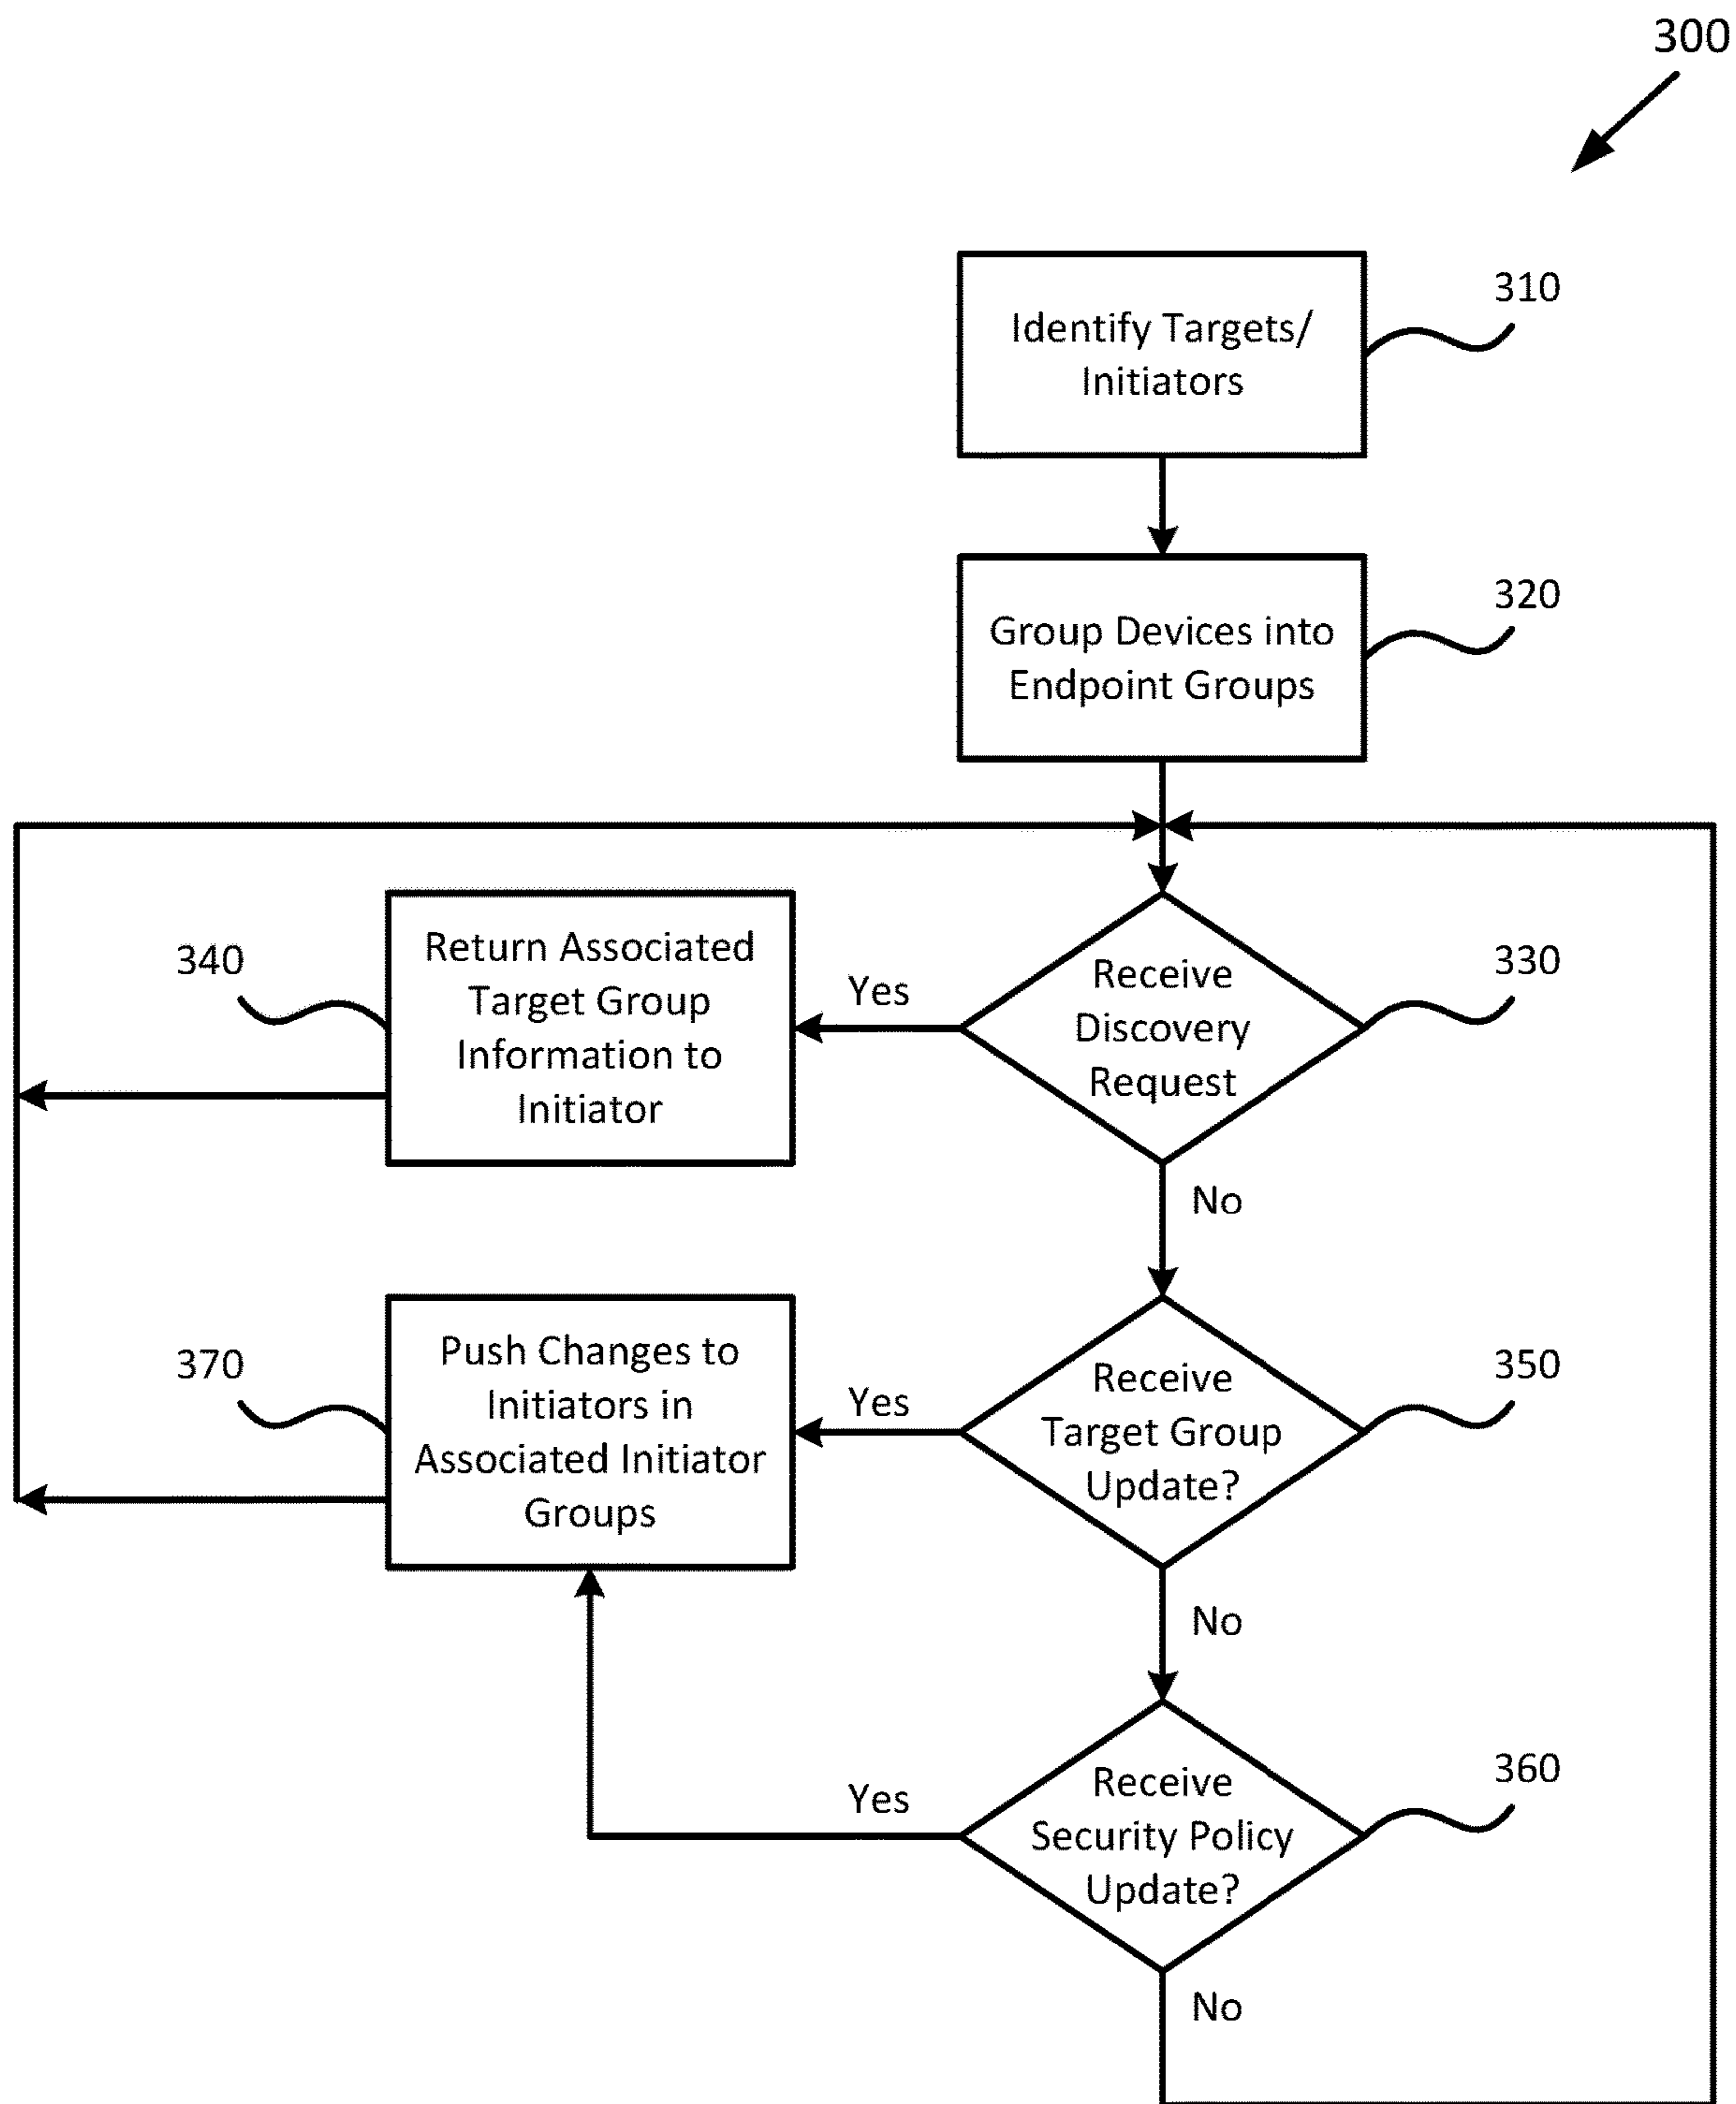 300
Identify Targets/
Initiators
310
Group Devices into
Endpoint Groups
320
Return Associated
Target Group
Information to
Initiator
340
Yes
Receive
Discovery
Request
330
No
Push Changes to
Initiators in
Associated Initiator
Groups
370
Yes
Receive
Target Group
Update?
350
No
Yes
Receive
Security Policy
Update?
360
No